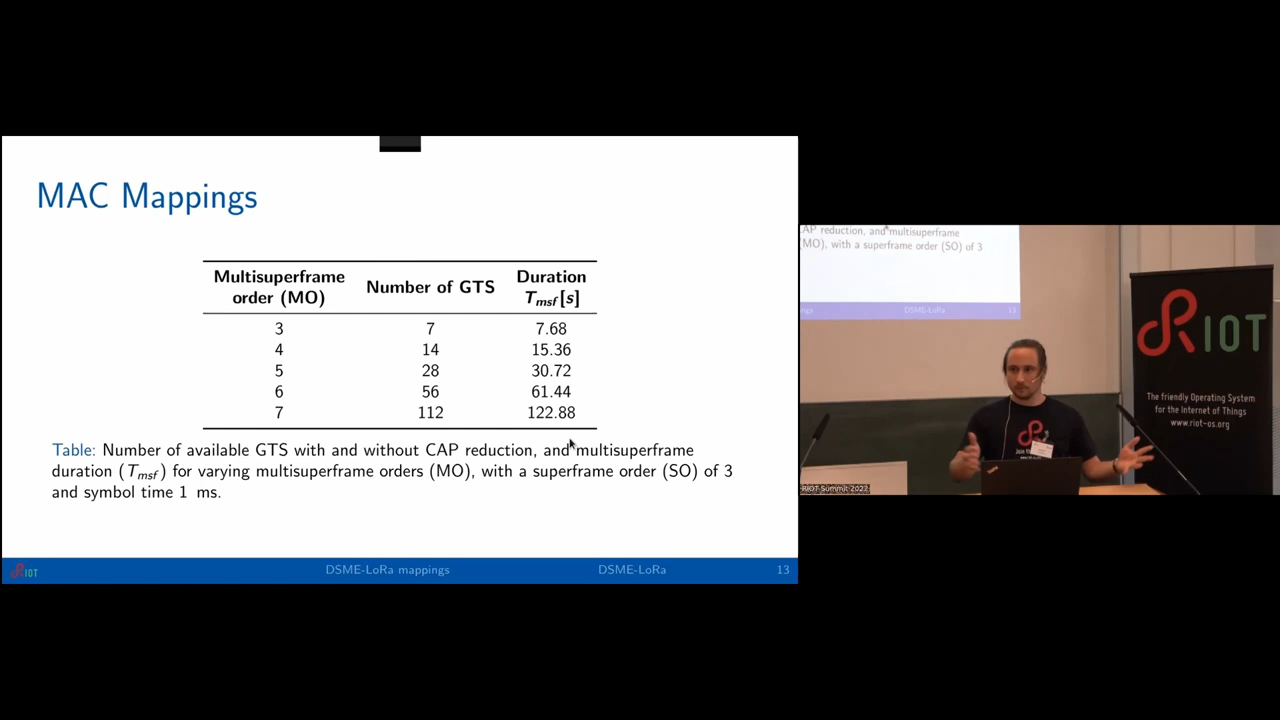 MAC Mappings
Multisuperframe order (MO) Number of GTS Duration Tmsf [s]
3 7 7.68
4 14 15.36
5 28 30.72
6 56 61.44
7 112 122.88
Table: Number of available GTS with and without CAP reduction, and multisuperframe
duration (Tmsf) for varying multisuperframe orders (MO), with a superframe order (SO) of 3
and symbol time 1 ms.
RIOT
DSME-LoRa mappings
DSME-LoRa
13
CAP reduction, and multisuperframe
(MO), with a superframe order (SO) of 3
DSME-LoRa
13
RIOT
The friendly Operating System
for the Internet of Things
www.riot-os.org
RIOT Summit 2022